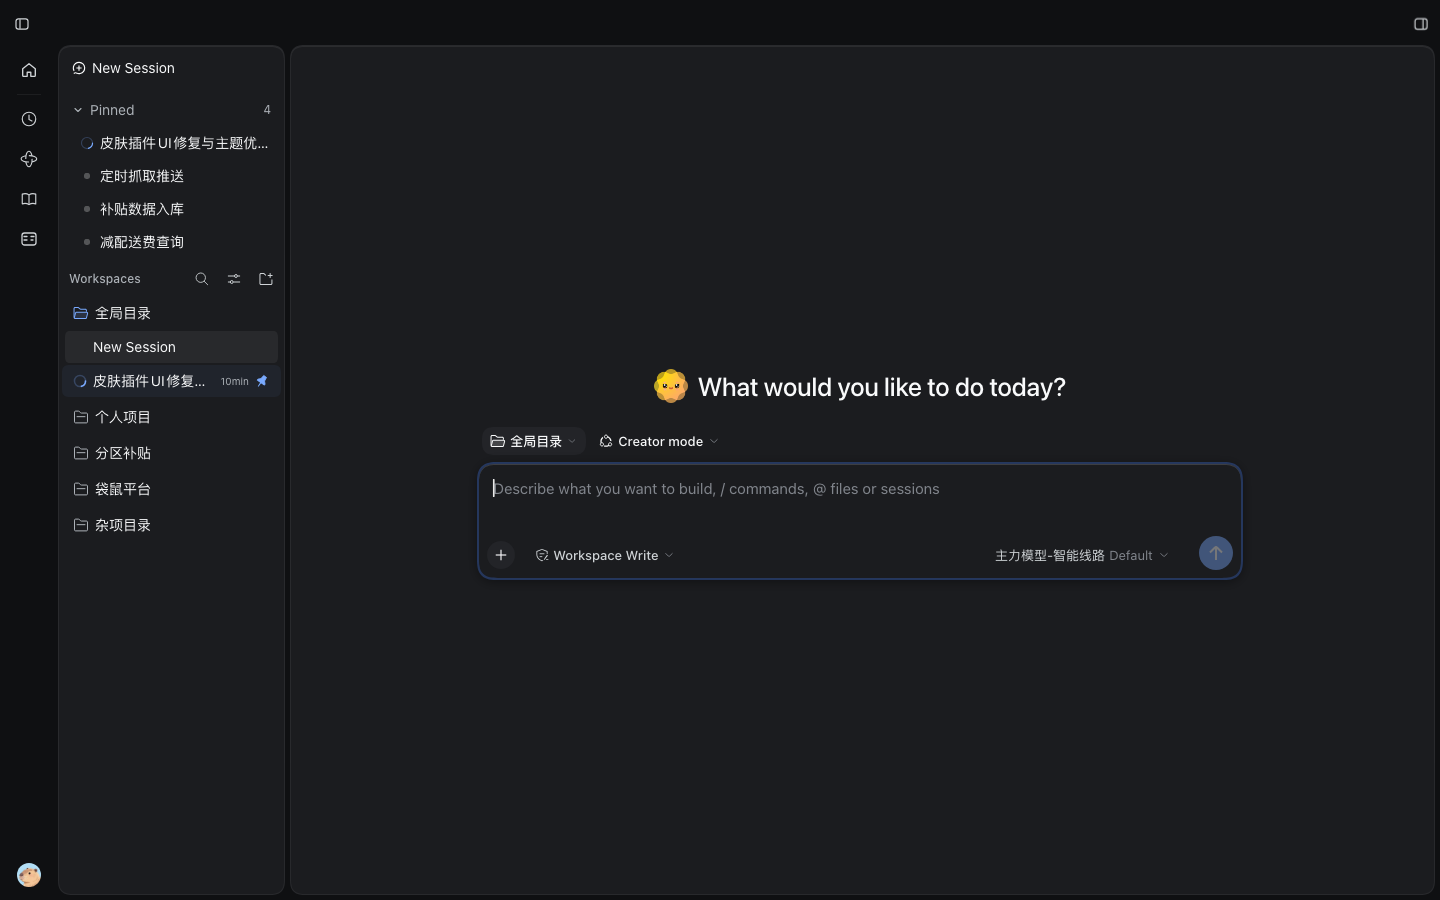 New Session
Pinned 4
皮肤插件UI修复与主题优...
定时抓取推送
补贴数据入库
减配送费查询
Workspaces
全局目录
New Session
皮肤插件UI修复... 10min
个人项目
分区补贴
袋鼠平台
杂项目录
What would you like to do today?
全局目录 Creator mode
Describe what you want to build, / commands, @ files or sessions
Workspace Write 主力模型-智能线路 Default